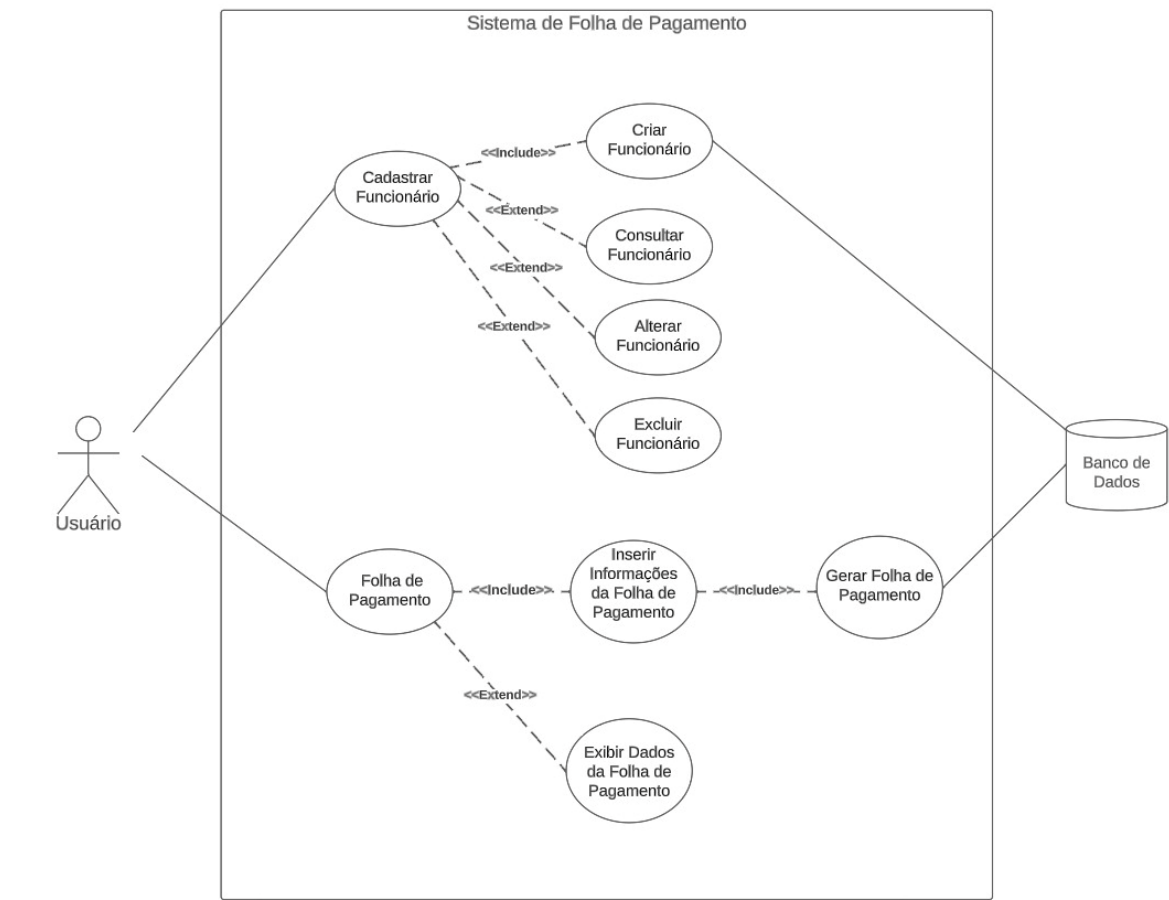 Sistema de Folha de Pagamento
Criar
Funcionário
<<Include>>
Cadastrar
Funcionário
<<Extend>>
Consultar
Funcionário
<<Extend>>
<<Extend>>
Alterar
Funcionário
Excluir
Funcionário
Banco de
Dados
Usuário
Folha de
Pagamento
<<Include>>
Inserir
Informações
da Folha de
Pagamento
<<Include>>
Gerar Folha de
Pagamento
<<Extend>>
Exibir Dados
da Folha de
Pagamento